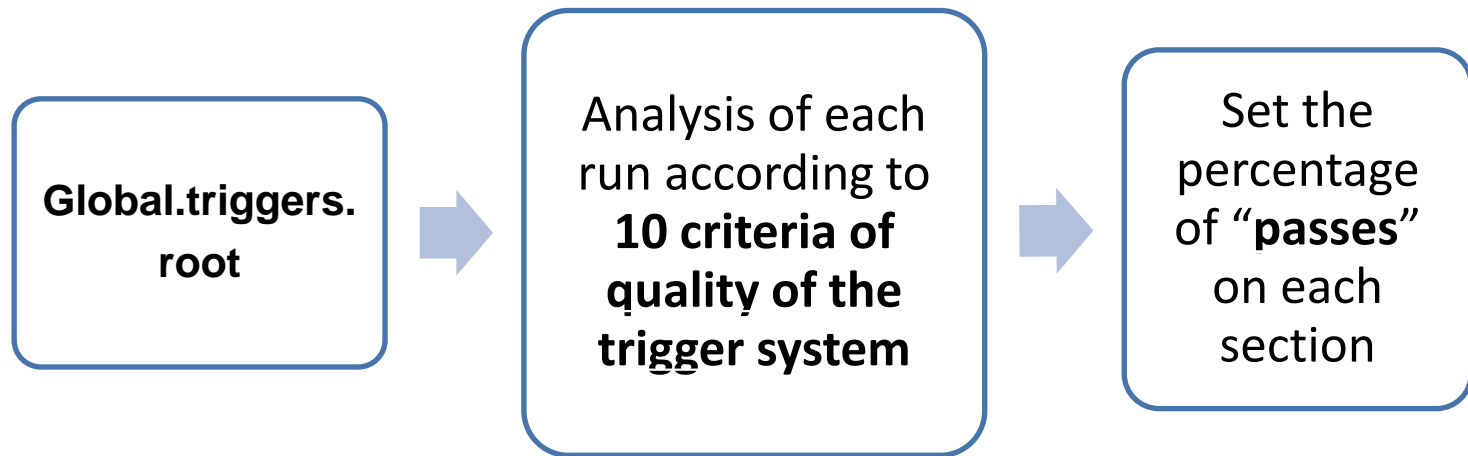 Global.triggers.
root
Analysis of each
run according to
10 criteria of
quality of the
trigger system
Set the
percentage
of “passes”
on each
section